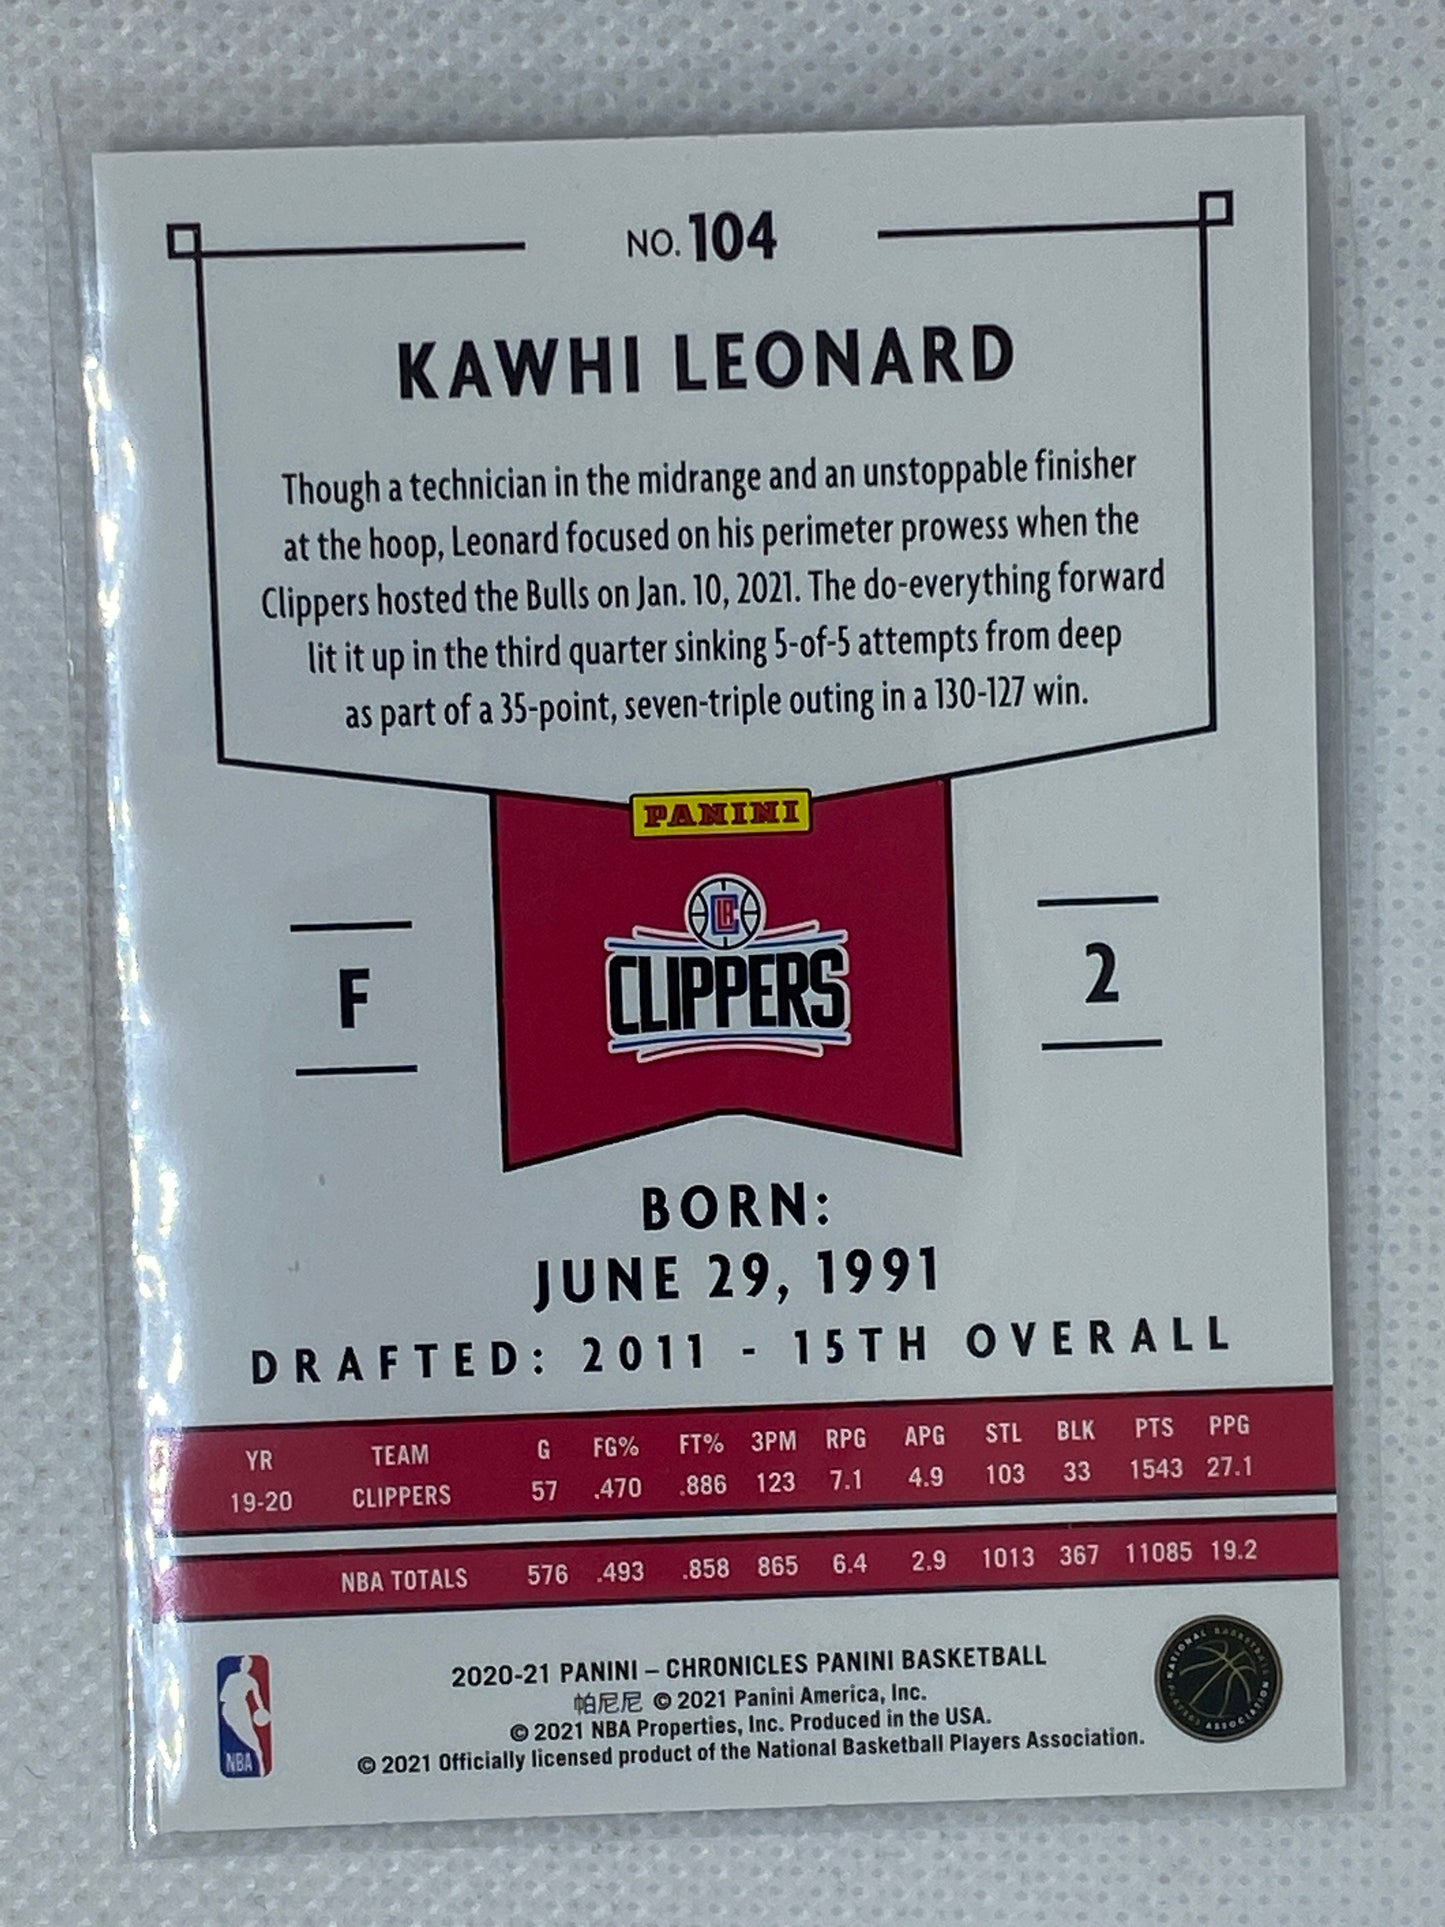 NO. 104
KAWHI LEONARD
Though a technician in the midrange and an unstoppable finisher
at the hoop, Leonard focused on his perimeter prowess when the
Clippers hosted the Bulls on Jan. 10, 2021. The do-everything forward
lit it up in the third quarter sinking 5-of-5 attempts from deep
as part of a 35-point, seven-triple outing in a 130-127 win.
PANINI
LAC
F
CLIPPERS
2
BORN:
JUNE 29, 1991
DRAFTED: 2011 - 15TH OVERALL
YR TEAM G FG% FT% 3PM RPG APG STL BLK PTS PPG
19-20 CLIPPERS 57 .470 .886 123 7.1 4.9 103 33 1543 27.1
NBA TOTALS 576 .493 .858 865 6.4 2.9 1013 367 11085 19.2
2020-21 PANINI – CHRONICLES PANINI BASKETBALL
帕尼尼 © 2021 Panini America, Inc.
© 2021 NBA Properties, Inc. Produced in the USA.
© 2021 Officially licensed product of the National Basketball Players Association.
NBA
NATIONAL BASKETBALL PLAYERS ASSOCIATION